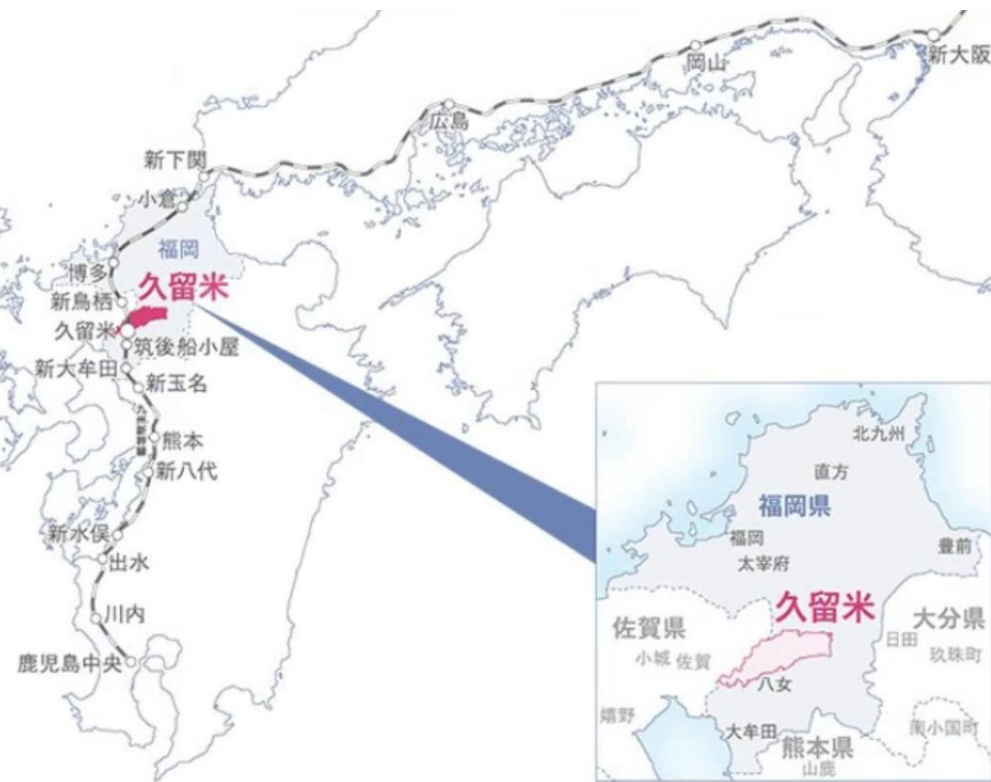 新大阪
岡山
広島
新下関
小倉
福岡
博多
久留米
新鳥栖
久留米
筑後船小屋
新大牟田
新玉名
九州新幹線
熊本
新八代
新水俣
出水
川内
鹿児島中央
北九州
直方
福岡県
福岡
太宰府
豊前
久留米
佐賀県
大分県
日田
小城
佐賀
玖珠町
八女
嬉野
大牟田
南小国町
熊本県
山鹿